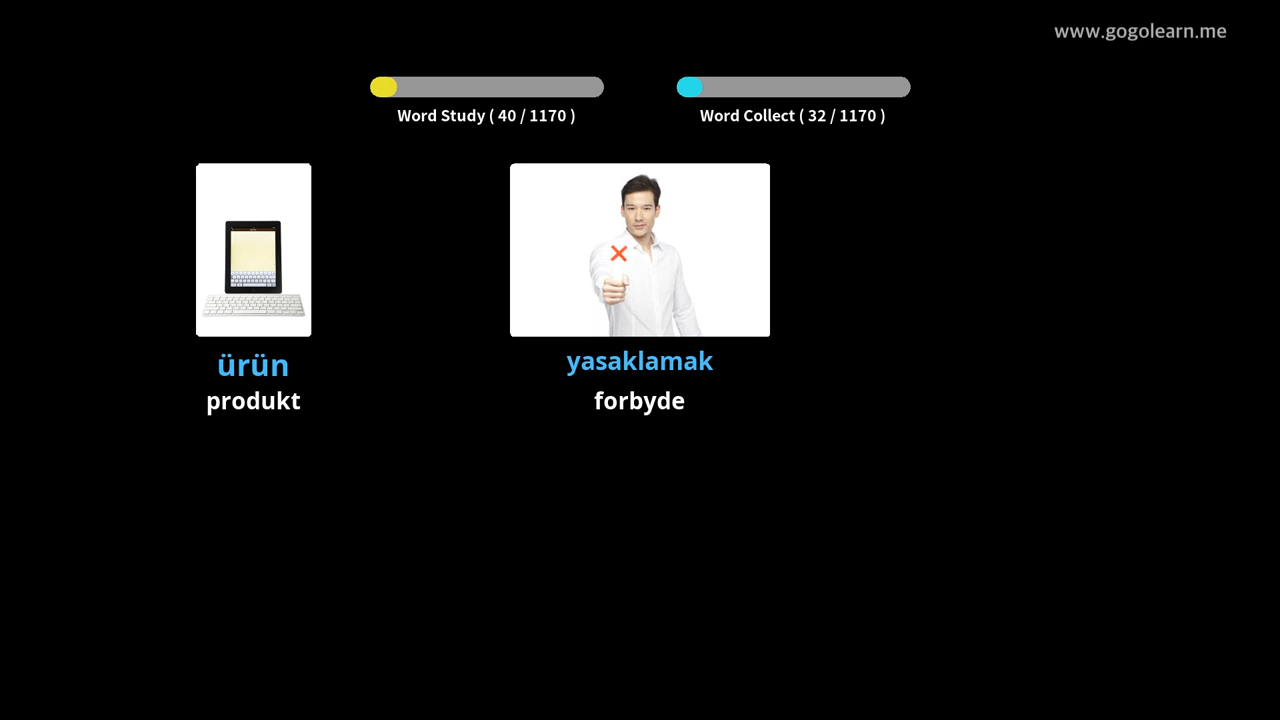 www.gogolearn.me
Word Study ( 40 / 1170 )
Word Collect ( 32 / 1170 )
ürün
produkt
yasaklamak
forbyde